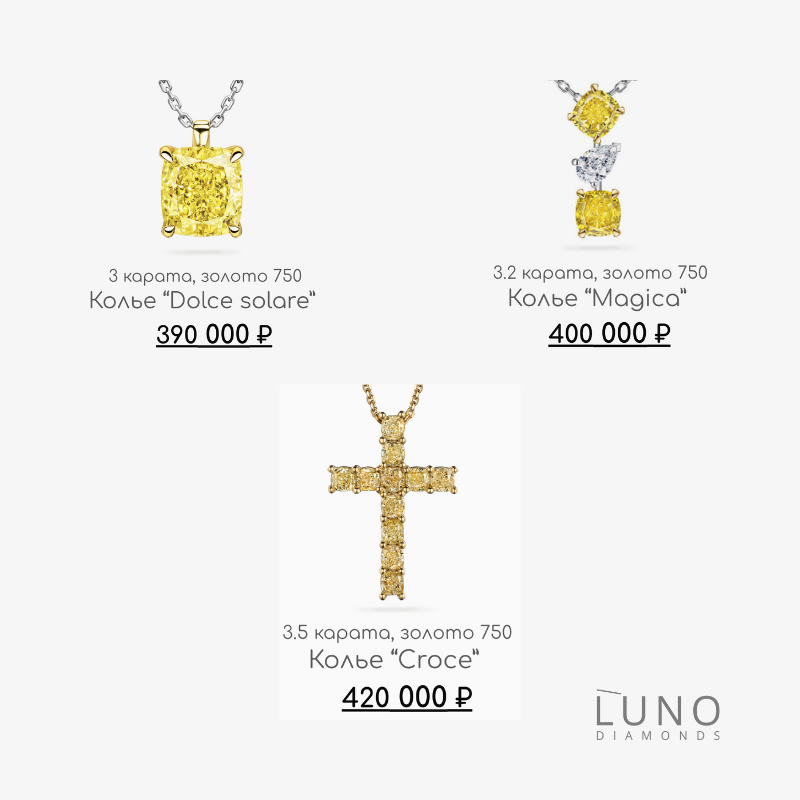 3 карата, золото 750
Колье “Dolce solare”
390 000 ₽
3.2 карата, золото 750
Колье “Magica”
400 000 ₽
3.5 карата, золото 750
Колье “Croce”
420 000 ₽
LUNO
DIAMONDS